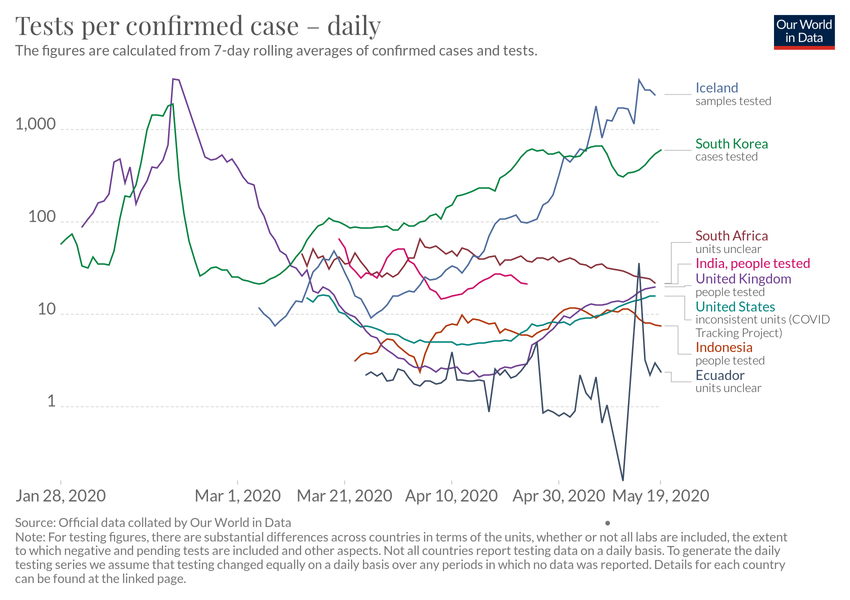 Tests per confirmed case – daily
The figures are calculated from 7-day rolling averages of confirmed cases and tests.
Our World
in Data
1,000
100
10
1
Jan 28, 2020
Mar 1, 2020
Mar 21, 2020
Apr 10, 2020
Apr 30, 2020
May 19, 2020
Iceland
samples tested
South Korea
cases tested
South Africa
units unclear
India, people tested
United Kingdom
people tested
United States
inconsistent units (COVID
Tracking Project)
Indonesia
people tested
Ecuador
units unclear
Source: Official data collated by Our World in Data
Note: For testing figures, there are substantial differences across countries in terms of the units, whether or not all labs are included, the extent
to which negative and pending tests are included and other aspects. Not all countries report testing data on a daily basis. To generate the daily
testing series we assume that testing changed equally on a daily basis over any periods in which no data was reported. Details for each country
can be found at the linked page.